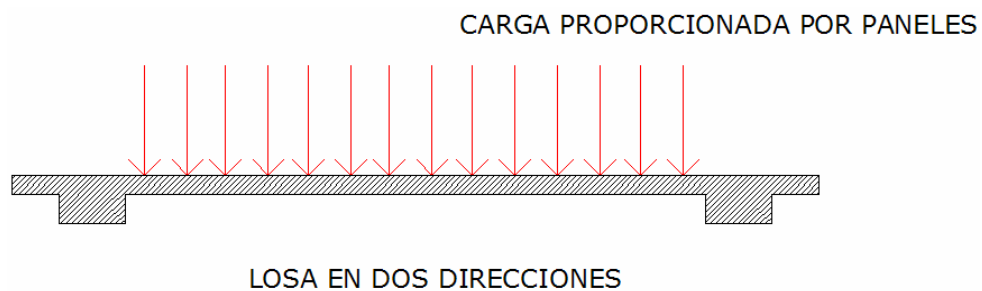 CARGA PROPORCIONADA POR PANELES
LOSA EN DOS DIRECCIONES